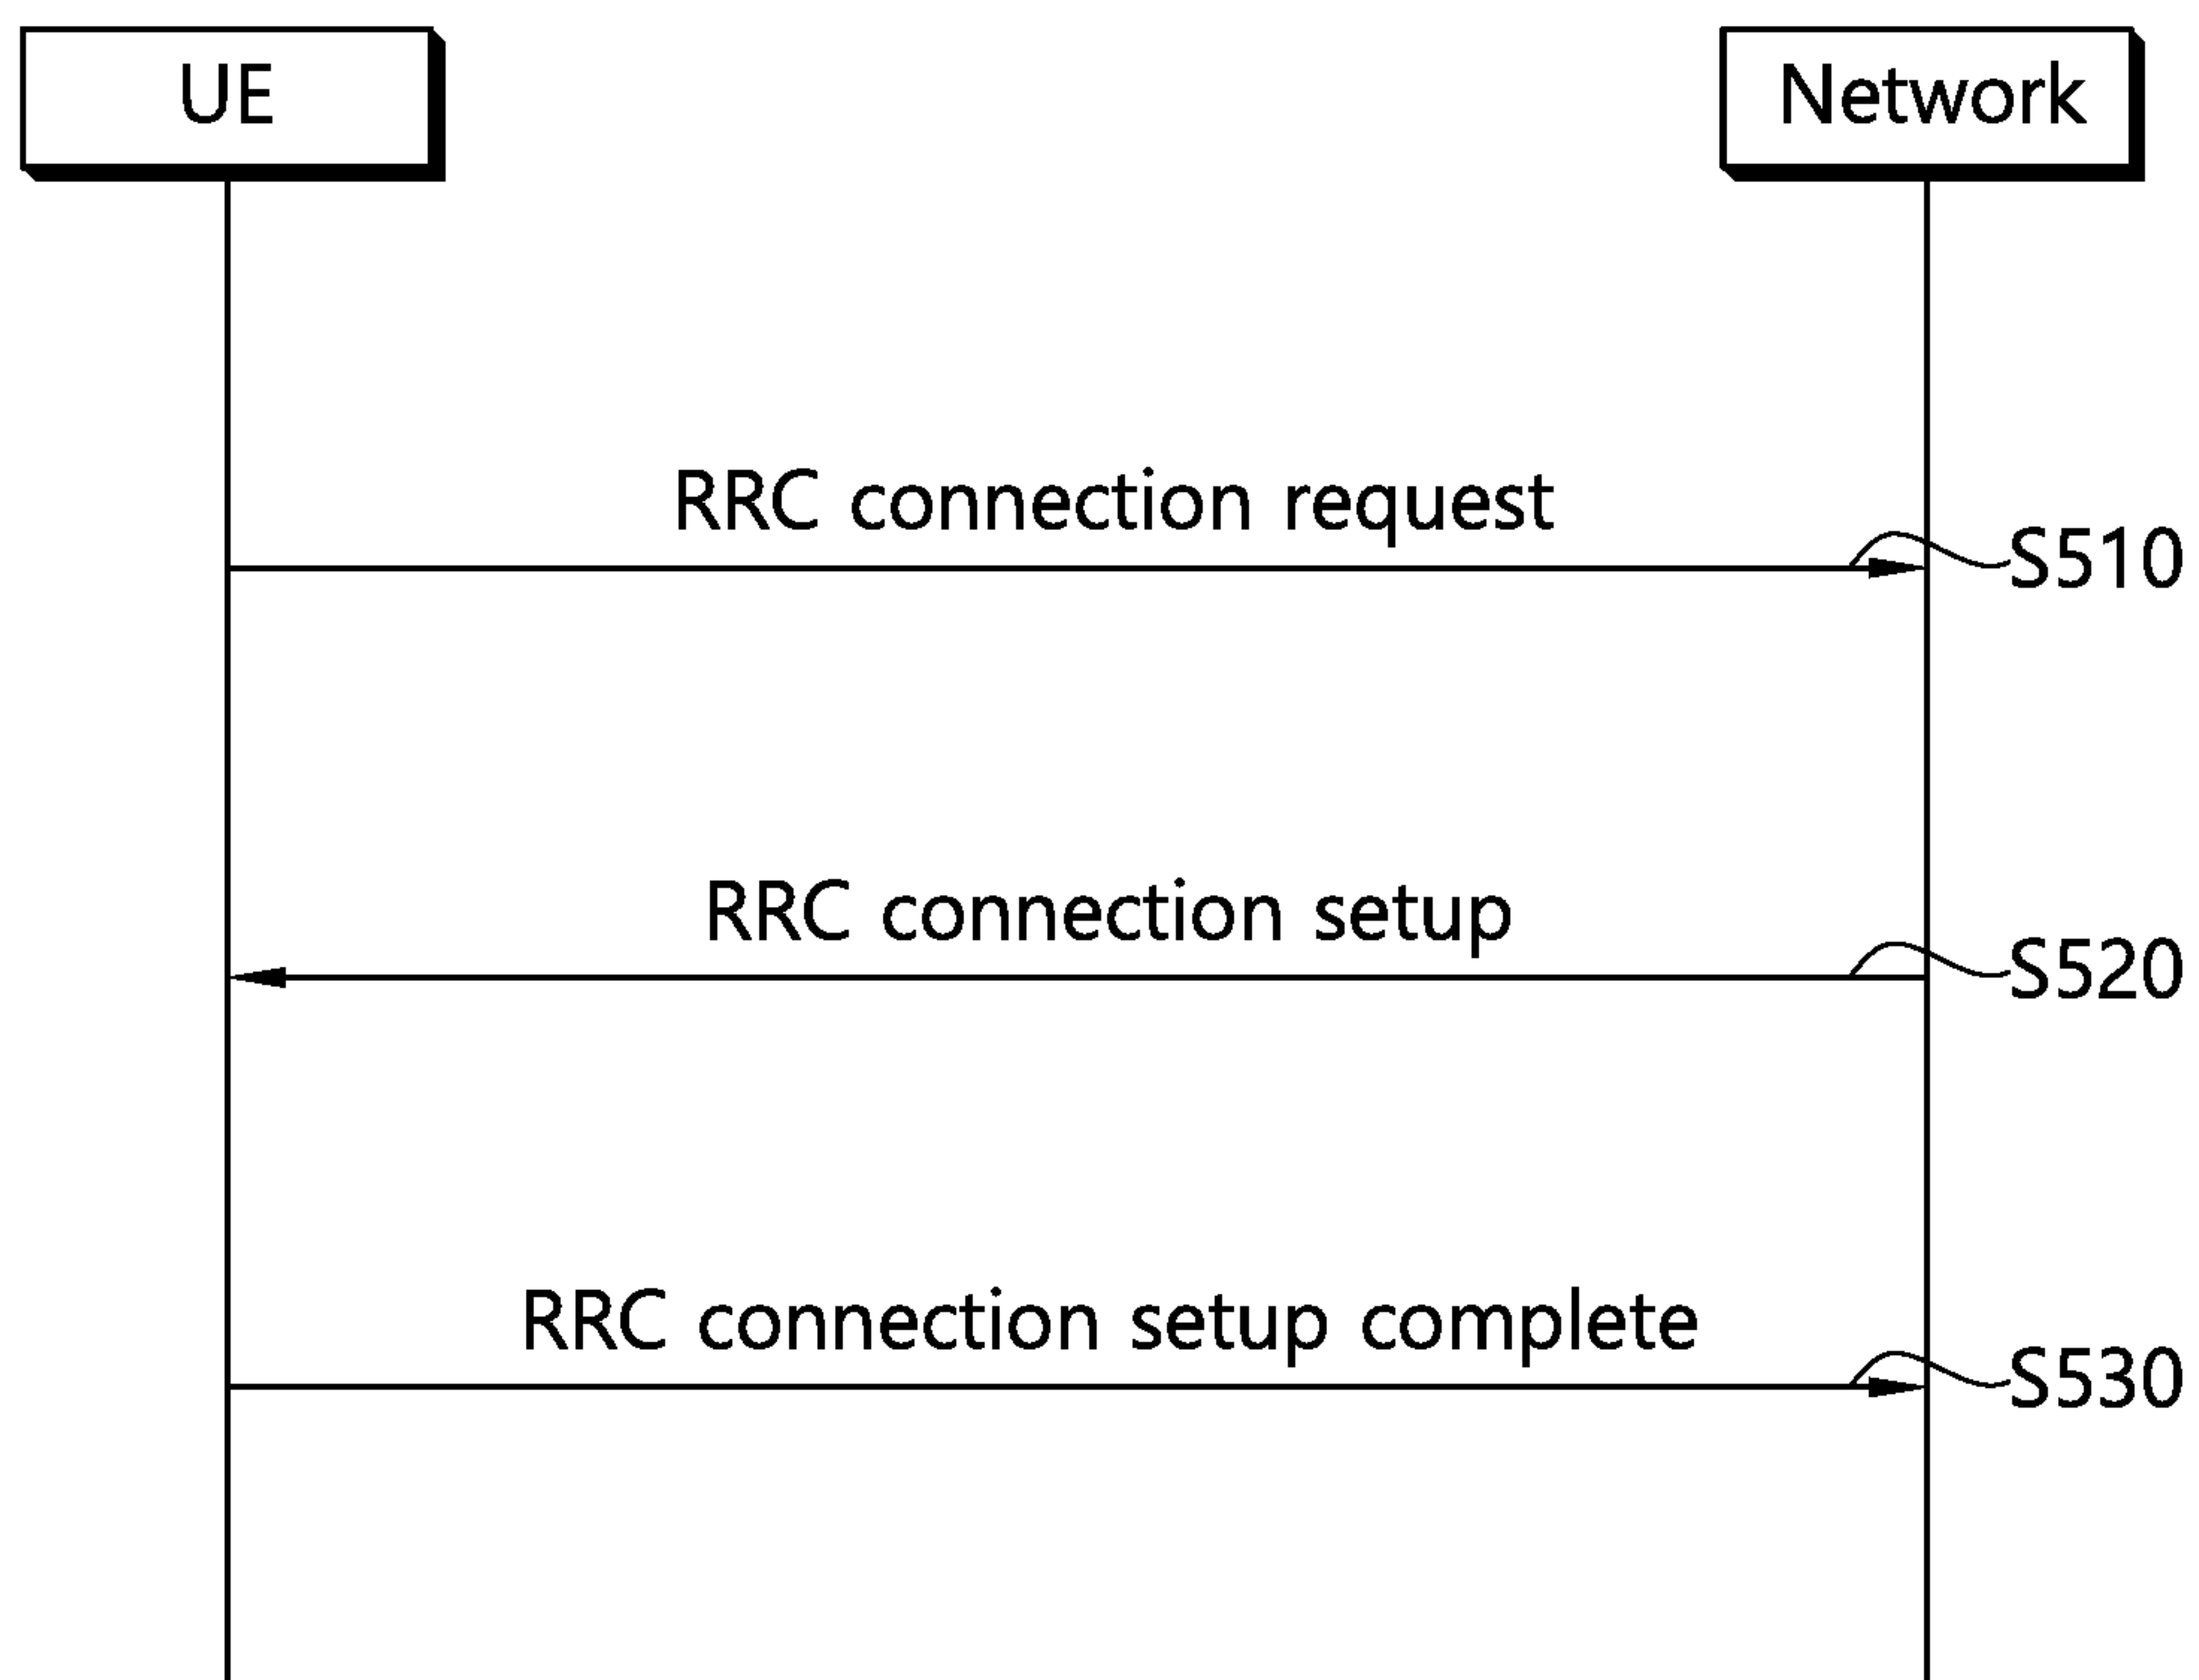 UE
Network
RRC connection request
S510
RRC connection setup
S520
RRC connection setup complete
S530